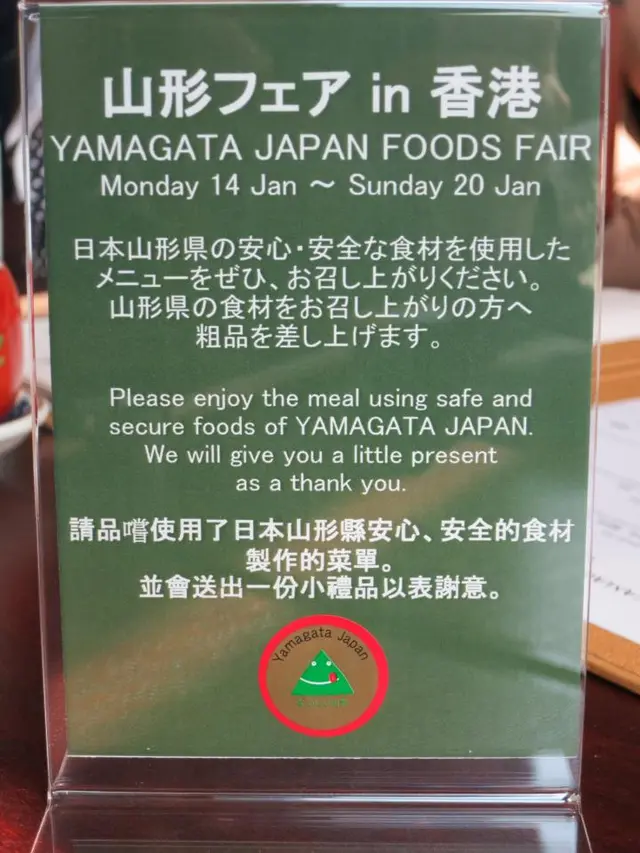 山形フェア in 香港
YAMAGATA JAPAN FOODS FAIR
Monday 14 Jan ～ Sunday 20 Jan
日本山形県の安心・安全な食材を使用した
メニューをぜひ、お召し上がりください。
山形県の食材をお召し上がりの方へ
粗品を差し上げます。
Please enjoy the meal using safe and
secure foods of YAMAGATA JAPAN.
We will give you a little present
as a thank you.
請品嚐使用了日本山形縣安心、安全的食材
製作的菜單。
並會送出一份小禮品以表謝意。
Yamagata Japan